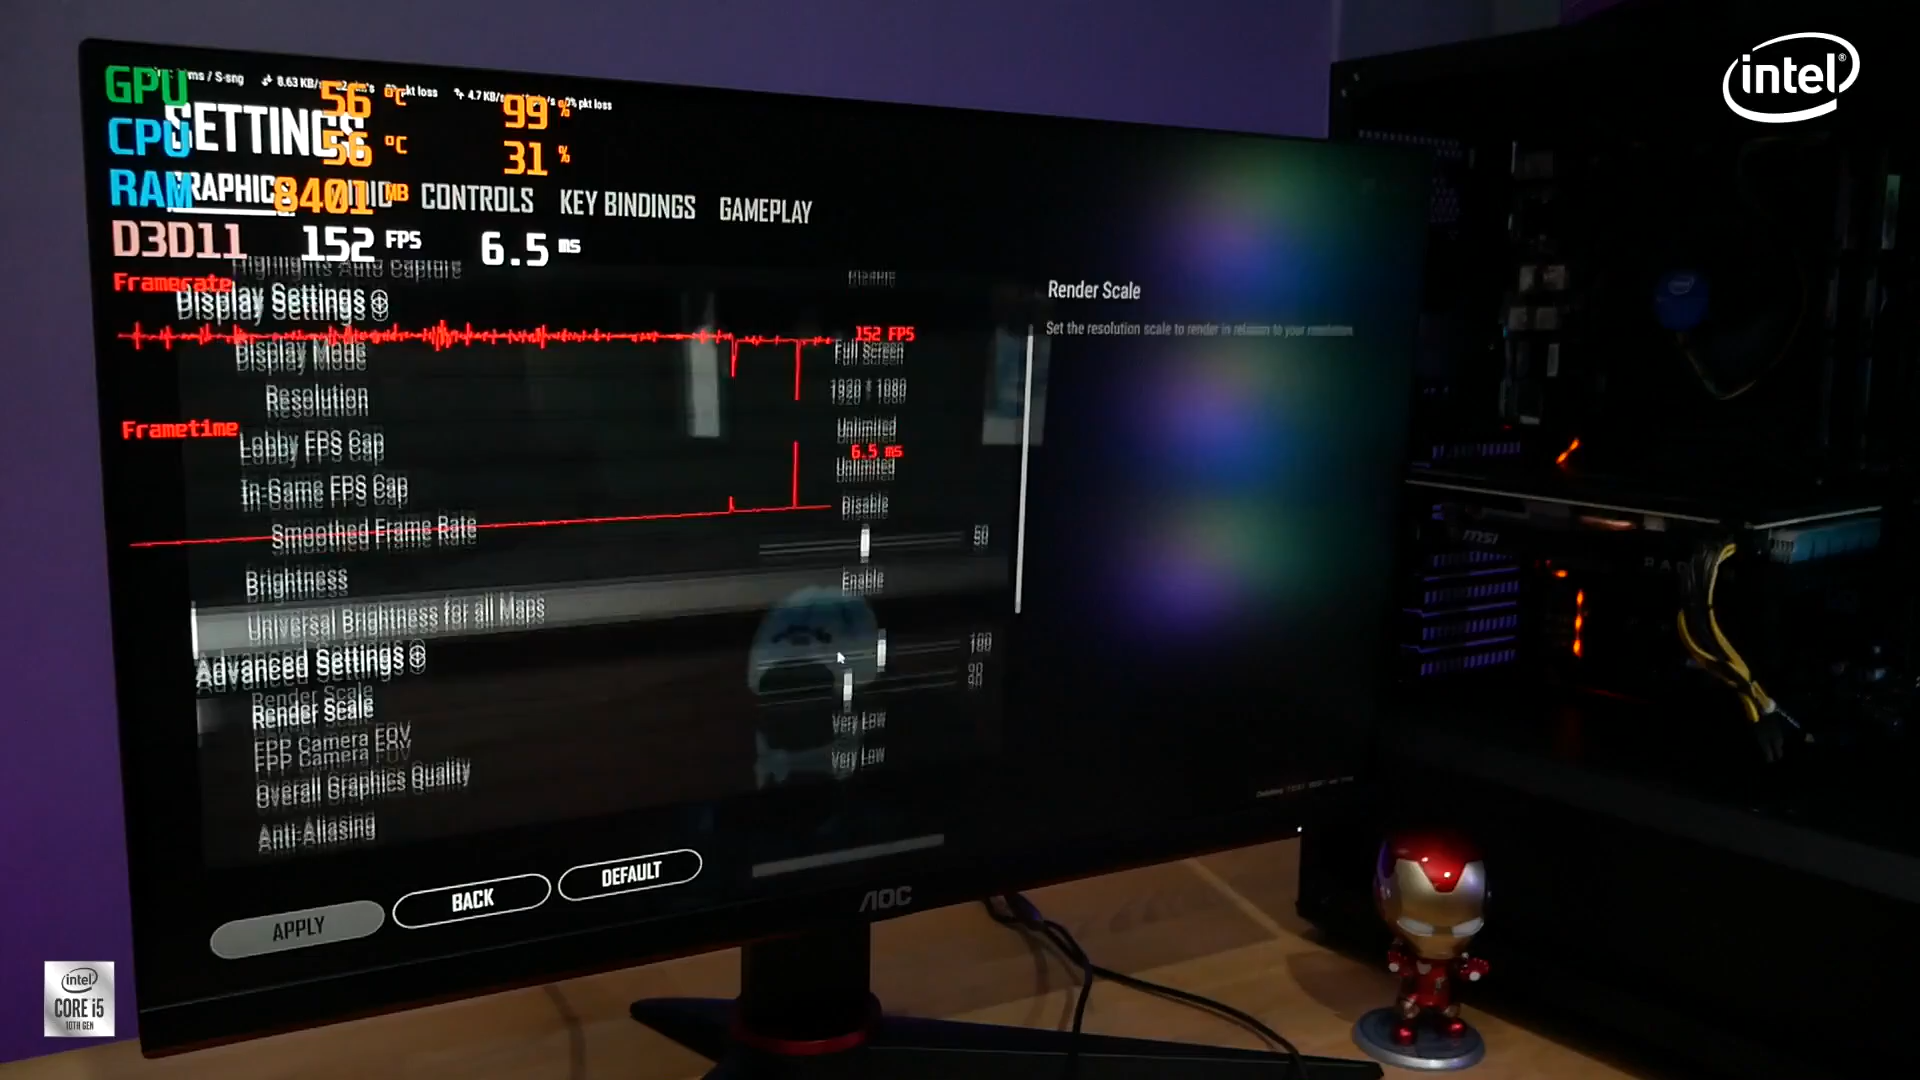 intel
GPU 56 °C 99 %
SETTINGS
CPU 56 °C 31 %
RAM 8401 MB
GRAPHICS CONTROLS KEY BINDINGS GAMEPLAY
D3D11 152 FPS 6.5 ms
Highlights Auto Capture Disable
Framerate
Display Settings
152 FPS
Display Mode Full Screen
Resolution 1920 * 1080
Frametime
Lobby FPS Cap Unlimited
6.5 ms
In-Game FPS Cap Unlimited
Smoothed Frame Rate Disable
Brightness 50
Universal Brightness for all Maps Enable
Advanced Settings
Render Scale 100
FPP Camera FOV 90
Overall Graphics Quality Very Low
Anti-Aliasing Very Low
Render Scale
Set the resolution scale to render in relation to your resolution
APPLY BACK DEFAULT
AOC
msi
intel
CORE i5
10TH GEN